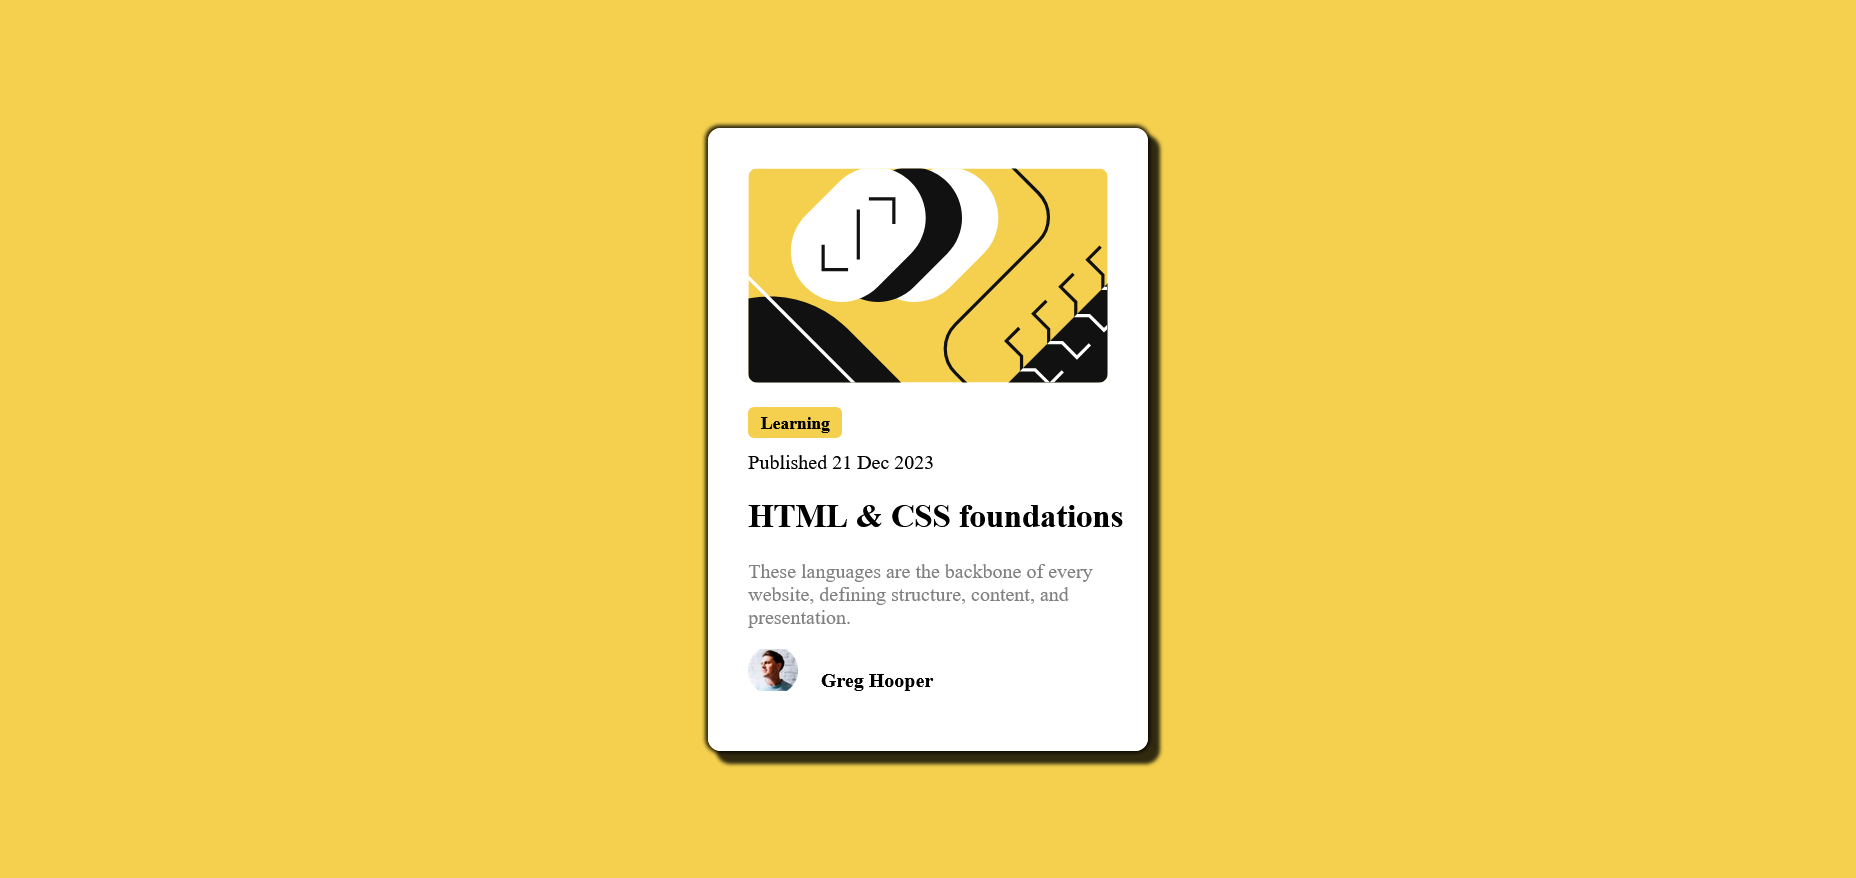 Learning
Published 21 Dec 2023
HTML & CSS foundations
These languages are the backbone of every
website, defining structure, content, and
presentation.
Greg Hooper